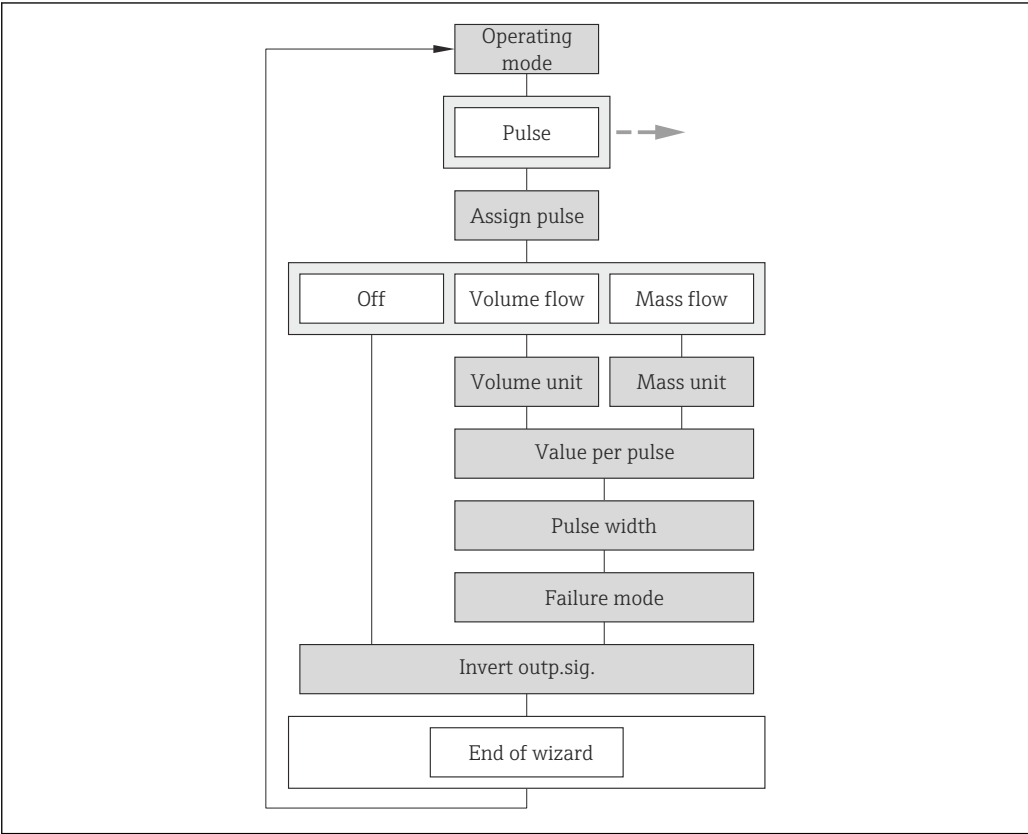 Operating
mode
Pulse
Assign pulse
Off
Volume flow
Mass flow
Volume unit
Mass unit
Value per pulse
Pulse width
Failure mode
Invert outp.sig.
End of wizard